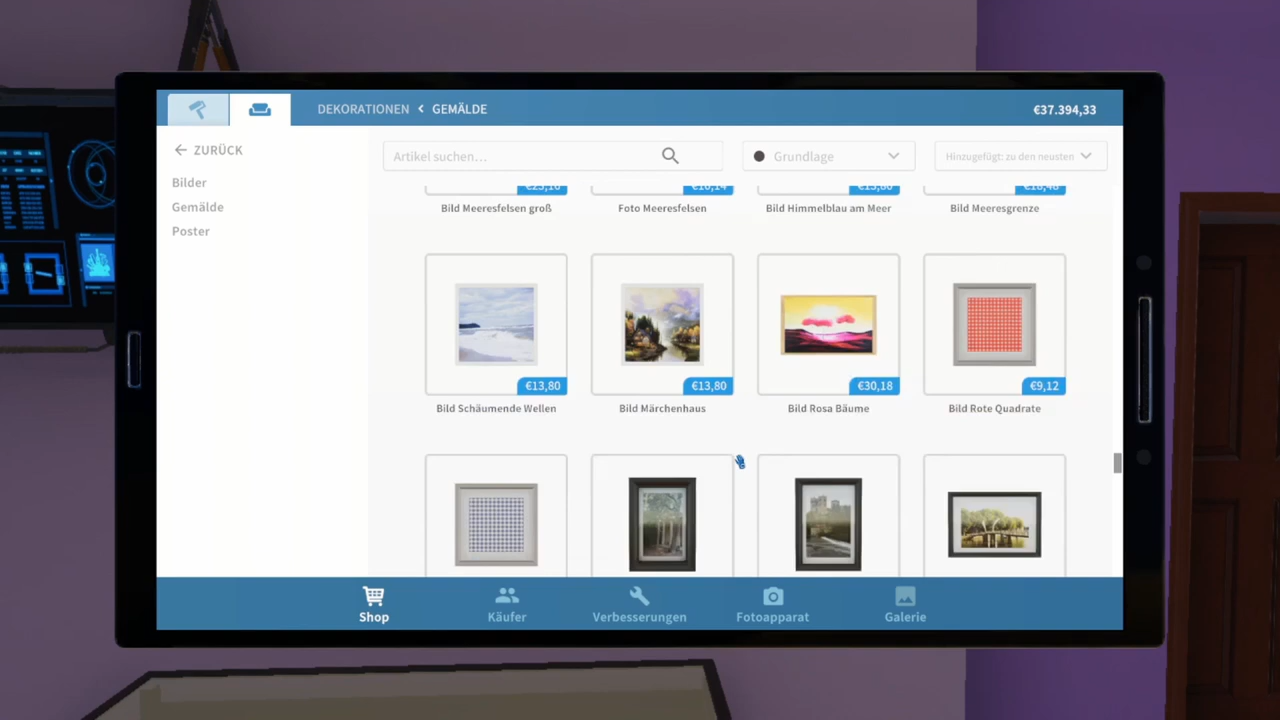 DEKORATIONEN < GEMÄLDE
€37.394,33
ZURÜCK
Bilder
Gemälde
Poster
Artikel suchen...
Grundlage
Hinzugefügt: zu den neusten
Bild Meeresfelsen groß
Foto Meeresfelsen
Bild Himmelblau am Meer
Bild Meeresgrenze
€13,80
€13,80
€30,18
€9,12
Bild Schäumende Wellen
Bild Märchenhaus
Bild Rosa Bäume
Bild Rote Quadrate
Shop
Käufer
Verbesserungen
Fotoapparat
Galerie